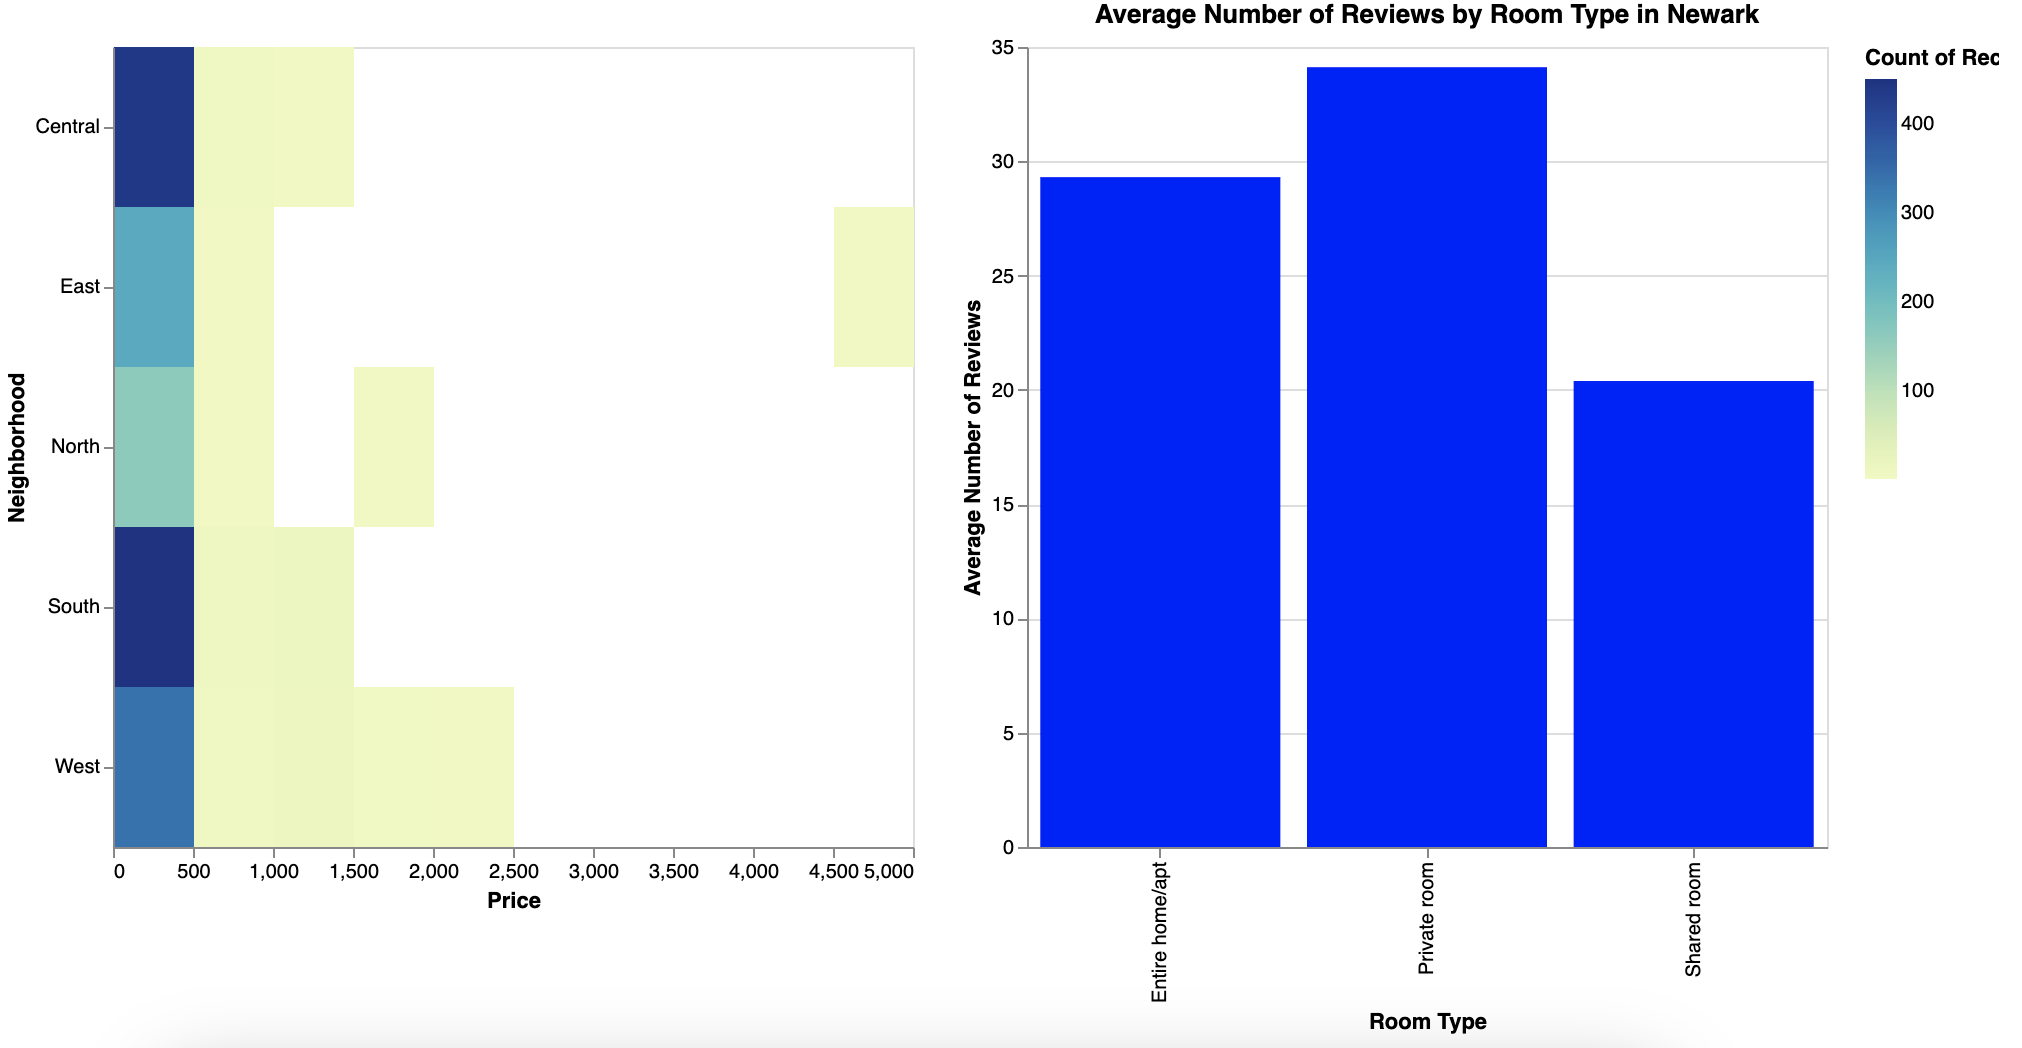 Central
East
North
South
West
Neighborhood
0 500 1,000 1,500 2,000 2,500 3,000 3,500 4,000 4,500 5,000
Price
Average Number of Reviews by Room Type in Newark
35
30
25
20
15
10
5
0
Average Number of Reviews
Entire home/apt
Private room
Shared room
Room Type
Count of Rec
400
300
200
100